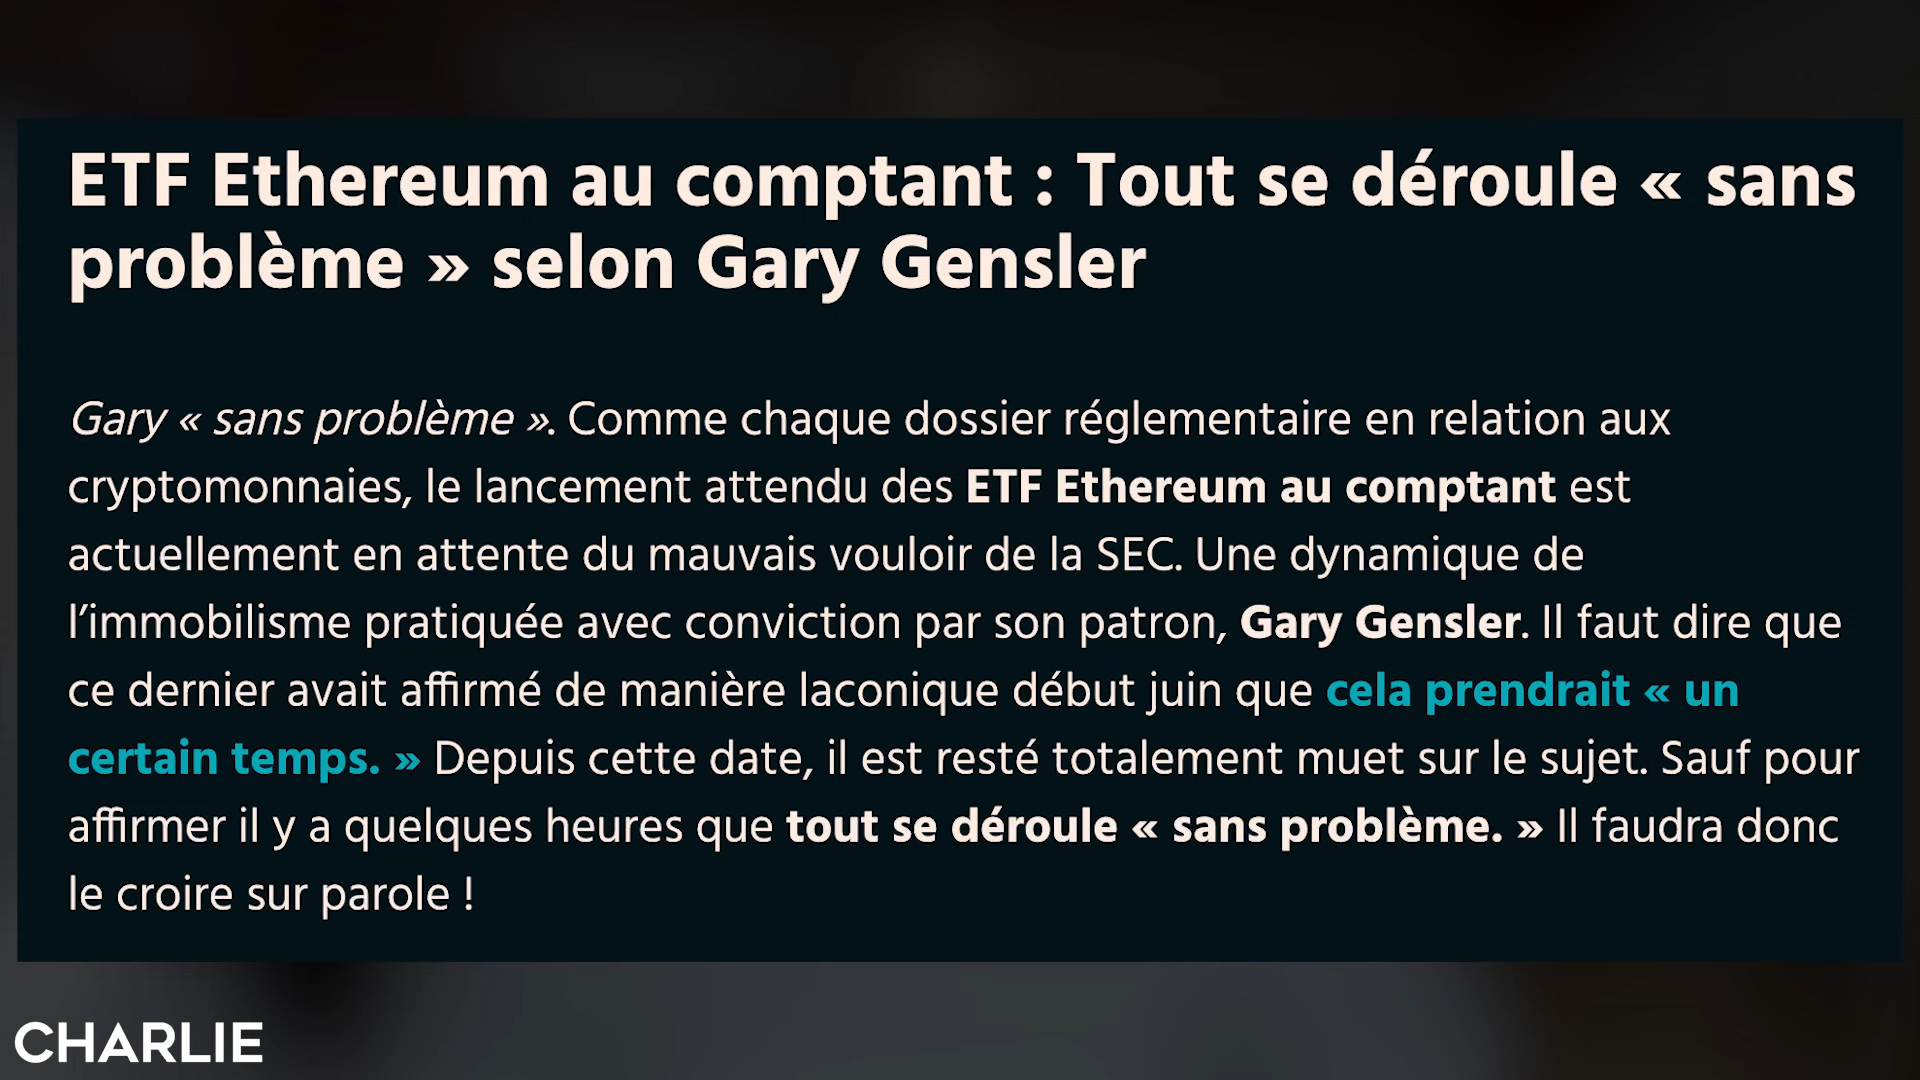 ETF Ethereum au comptant : Tout se déroule « sans
problème » selon Gary Gensler
Gary « sans problème ». Comme chaque dossier réglementaire en relation aux
cryptomonnaies, le lancement attendu des ETF Ethereum au comptant est
actuellement en attente du mauvais vouloir de la SEC. Une dynamique de
l’immobilisme pratiquée avec conviction par son patron, Gary Gensler. Il faut dire que
ce dernier avait affirmé de manière laconique début juin que cela prendrait « un
certain temps. » Depuis cette date, il est resté totalement muet sur le sujet. Sauf pour
affirmer il y a quelques heures que tout se déroule « sans problème. » Il faudra donc
le croire sur parole !
CHARLIE